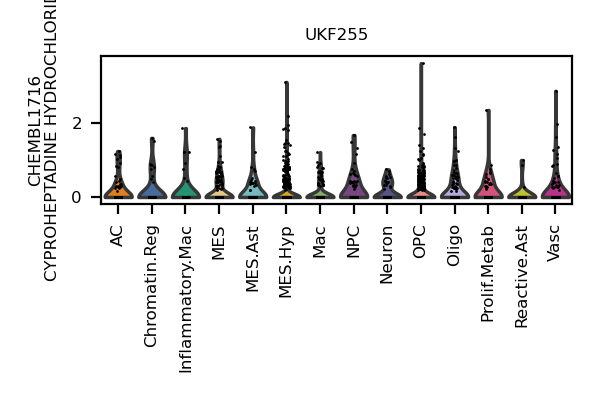 UKF255
CHEMBL1716
CYPROHEPTADINE HYDROCHLORID
2
0
AC
Chromatin.Reg
Inflammatory.Mac
MES
MES.Ast
MES.Hyp
Mac
NPC
Neuron
OPC
Oligo
Prolif.Metab
Reactive.Ast
Vasc